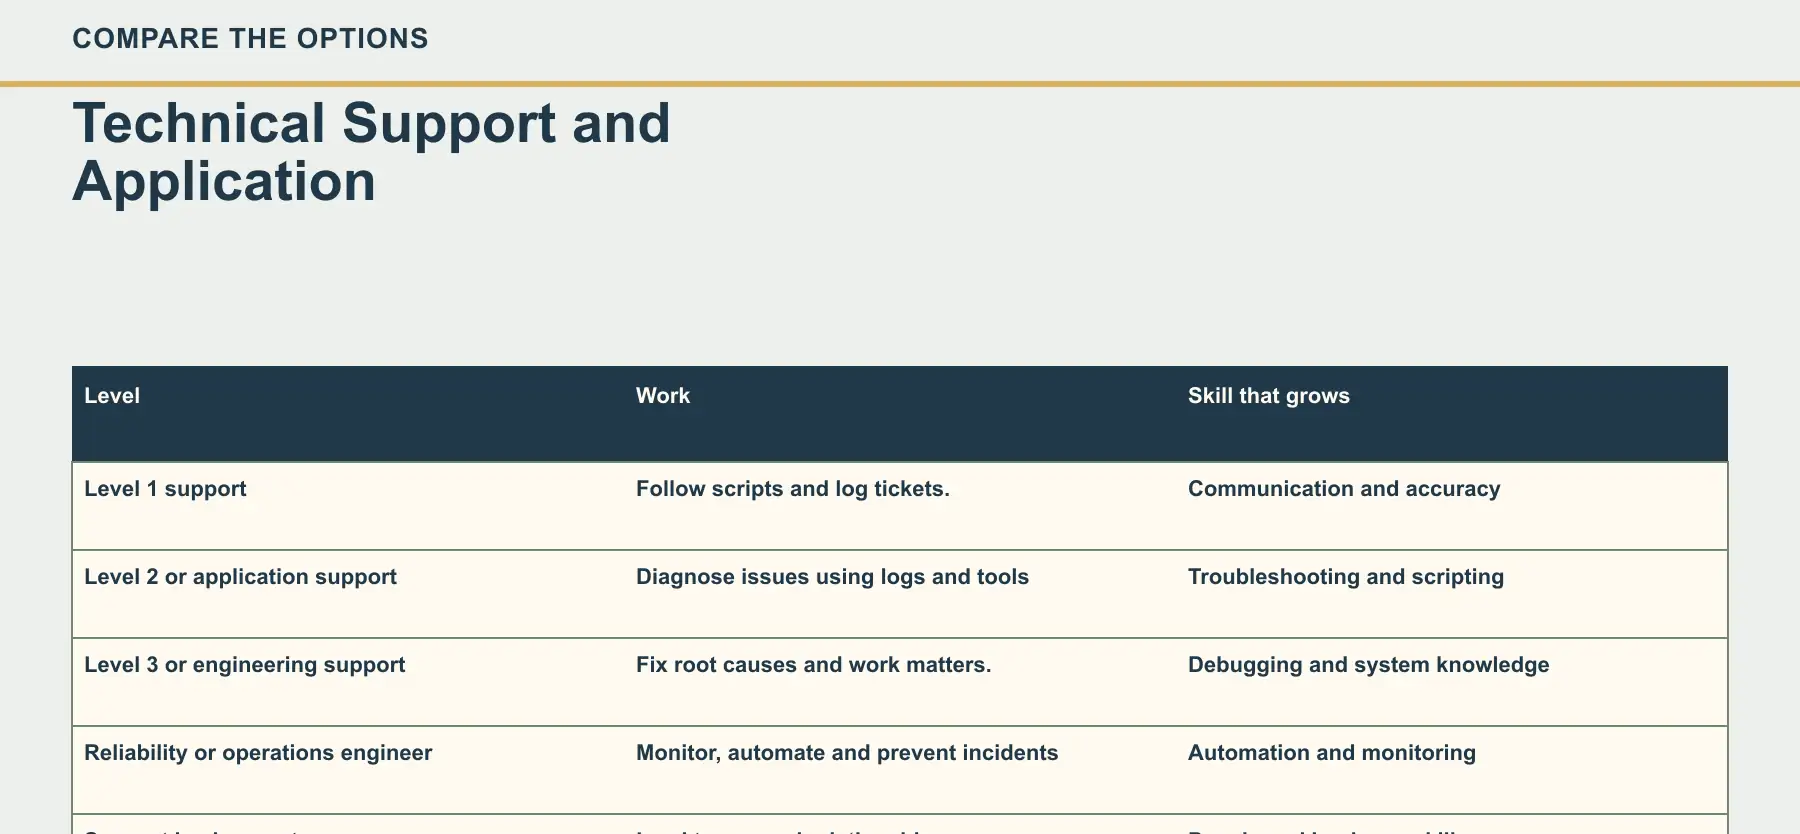 COMPARE THE OPTIONS
Technical Support and
Application
Level Work Skill that grows
Level 1 support Follow scripts and log tickets. Communication and accuracy
Level 2 or application support Diagnose issues using logs and tools Troubleshooting and scripting
Level 3 or engineering support Fix root causes and work matters. Debugging and system knowledge
Reliability or operations engineer Monitor, automate and prevent incidents Automation and monitoring